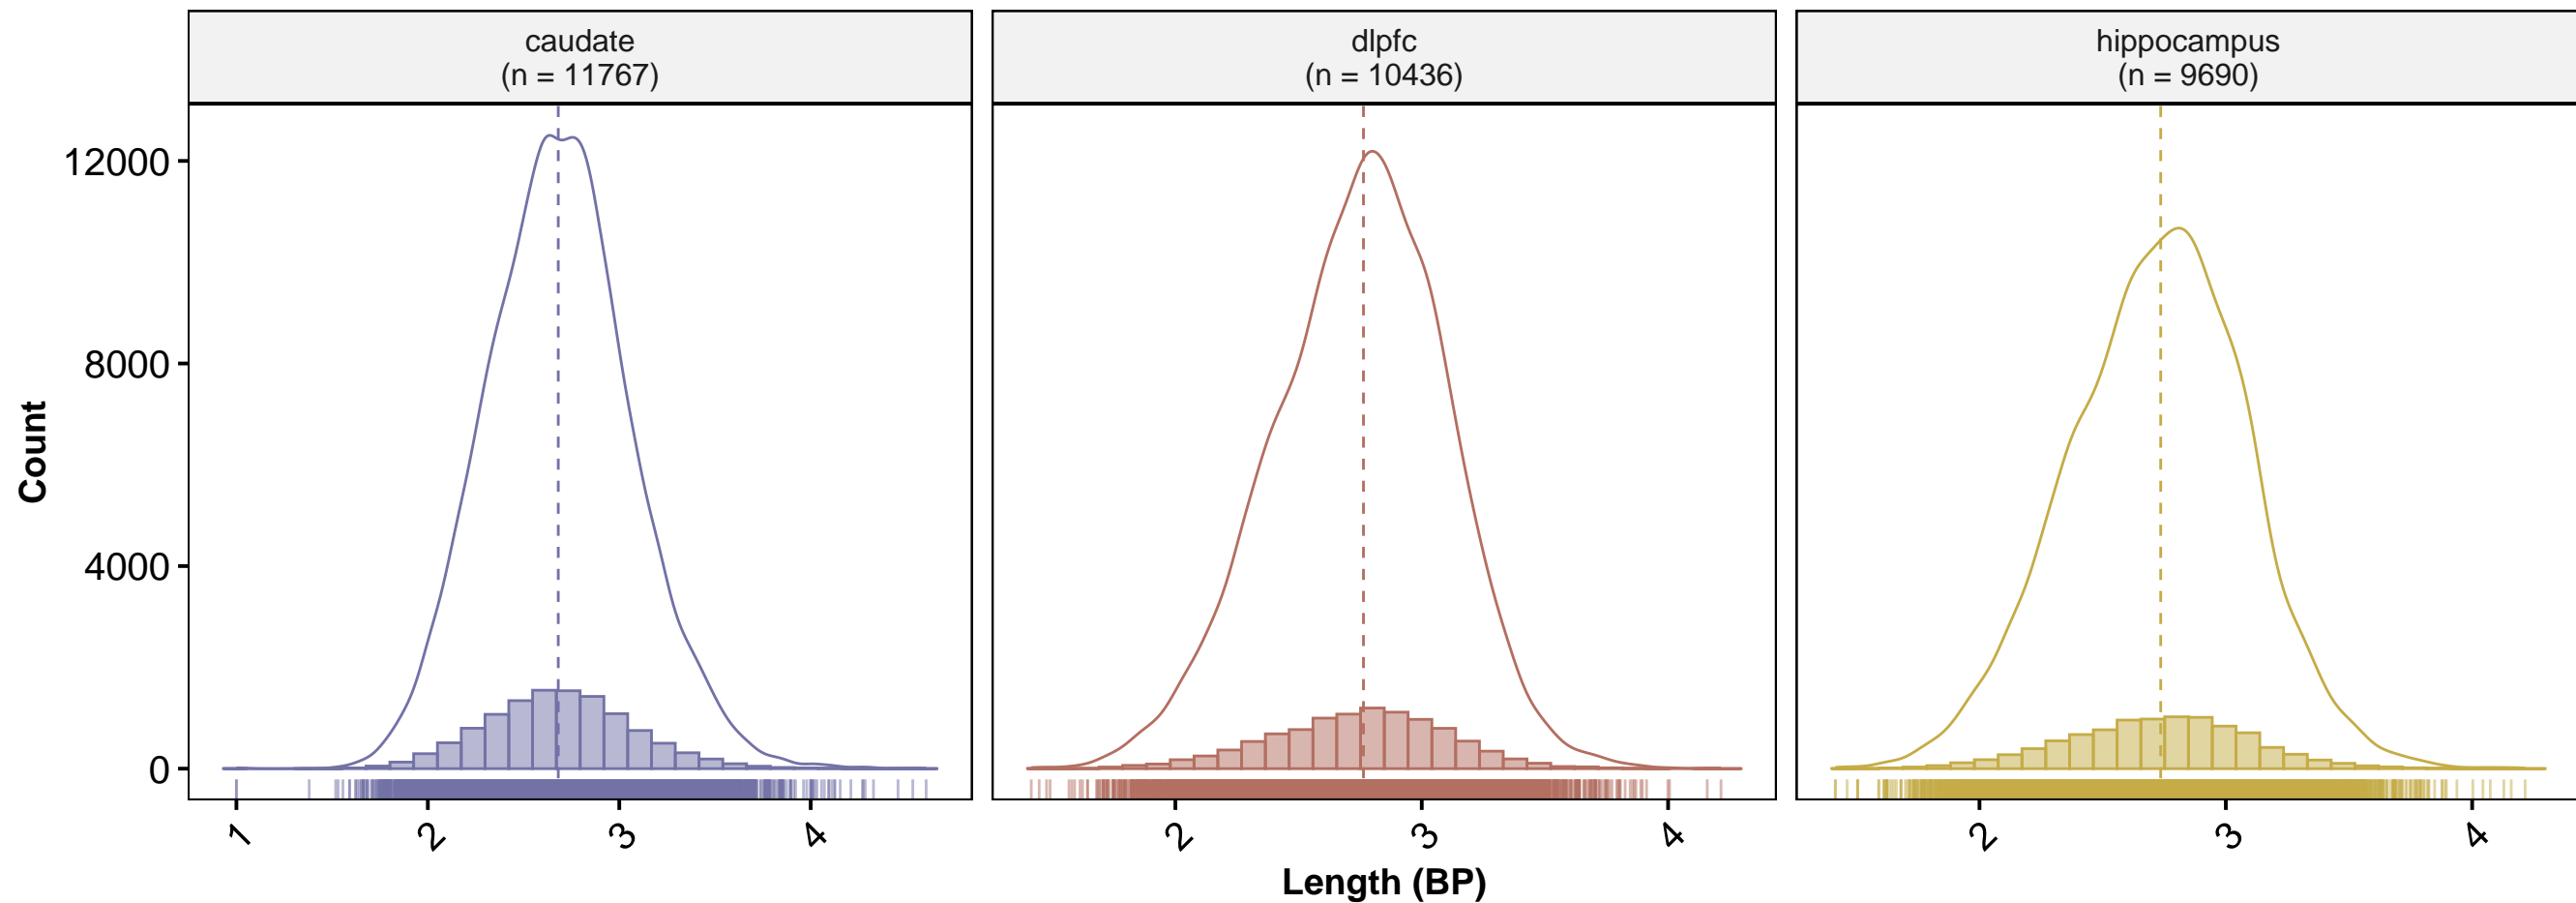 caudate
(n = 11767)
dlpfc
(n = 10436)
hippocampus
(n = 9690)
Count
12000
8000
4000
0
1 2 3 4
2 3 4
2 3 4
Length (BP)